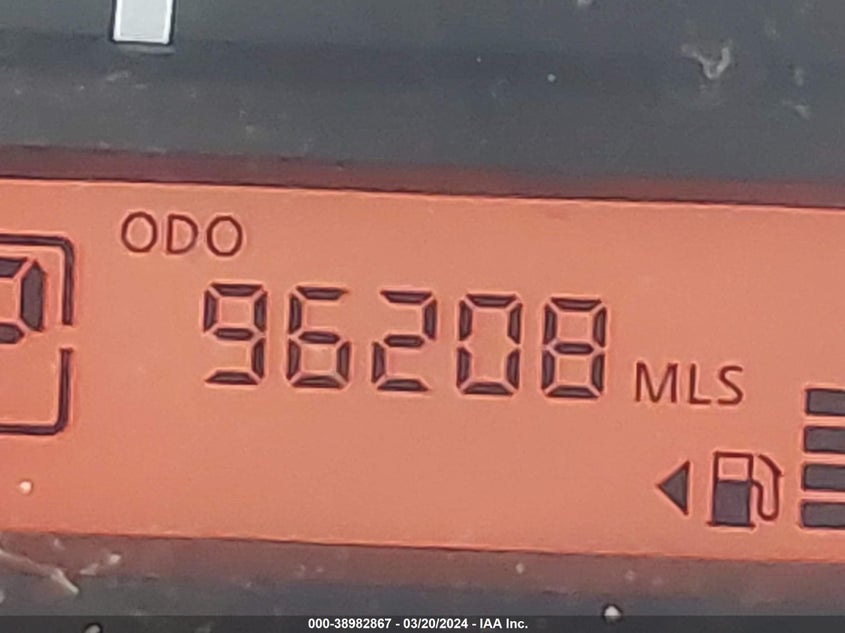 ODO
96208 MLS
000-38982867 - 03/20/2024 - IAA Inc.